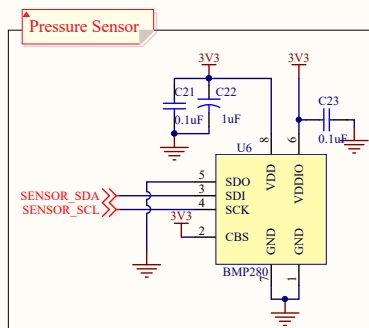 Pressure Sensor
3V3
3V3
C21
C22
C23
0.1uF
1uF
0.1uF
U6
8
6
VDD
VDDIO
5
SDO
SENSOR_SDA
3
SDI
SENSOR_SCL
4
SCK
3V3
2
CBS
GND
GND
BMP280
7
1